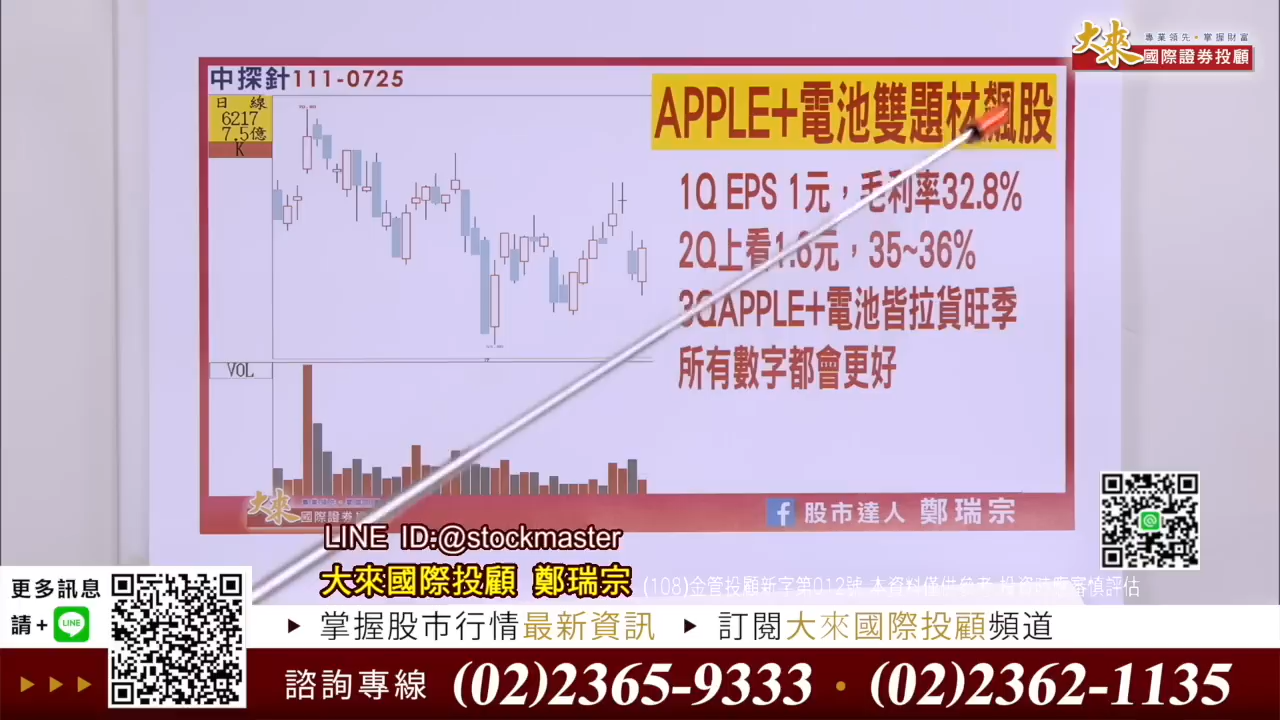 大來
專業領先•掌握財富
國際證券投顧
中探針111-0725
日 線
6217
7.5億
K
VOL
APPLE+電池雙題材飆股
1Q EPS 1元，毛利率32.8%
2Q上看1.6元，35~36%
3QAPPLE+電池皆拉貨旺季
所有數字都會更好
大來
國際證券
f 股市達人 鄭瑞宗
LINE ID:@stockmaster
大來國際投顧 鄭瑞宗
(108)金管投顧新字第012號 本資料僅供參考 投資時應審慎評估
更多訊息
請+ LINE
掌握股市行情最新資訊
訂閱大來國際投顧頻道
諮詢專線 (02)2365-9333 • (02)2362-1135